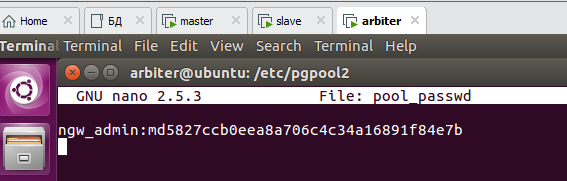 Home БД master slave arbiter
Terminal Terminal File Edit View Search Terminal Help
arbiter@ubuntu: /etc/pgpool2
GNU nano 2.5.3 File: pool_passwd
ngw_admin:md5827ccb0eea8a706c4c34a16891f84e7b